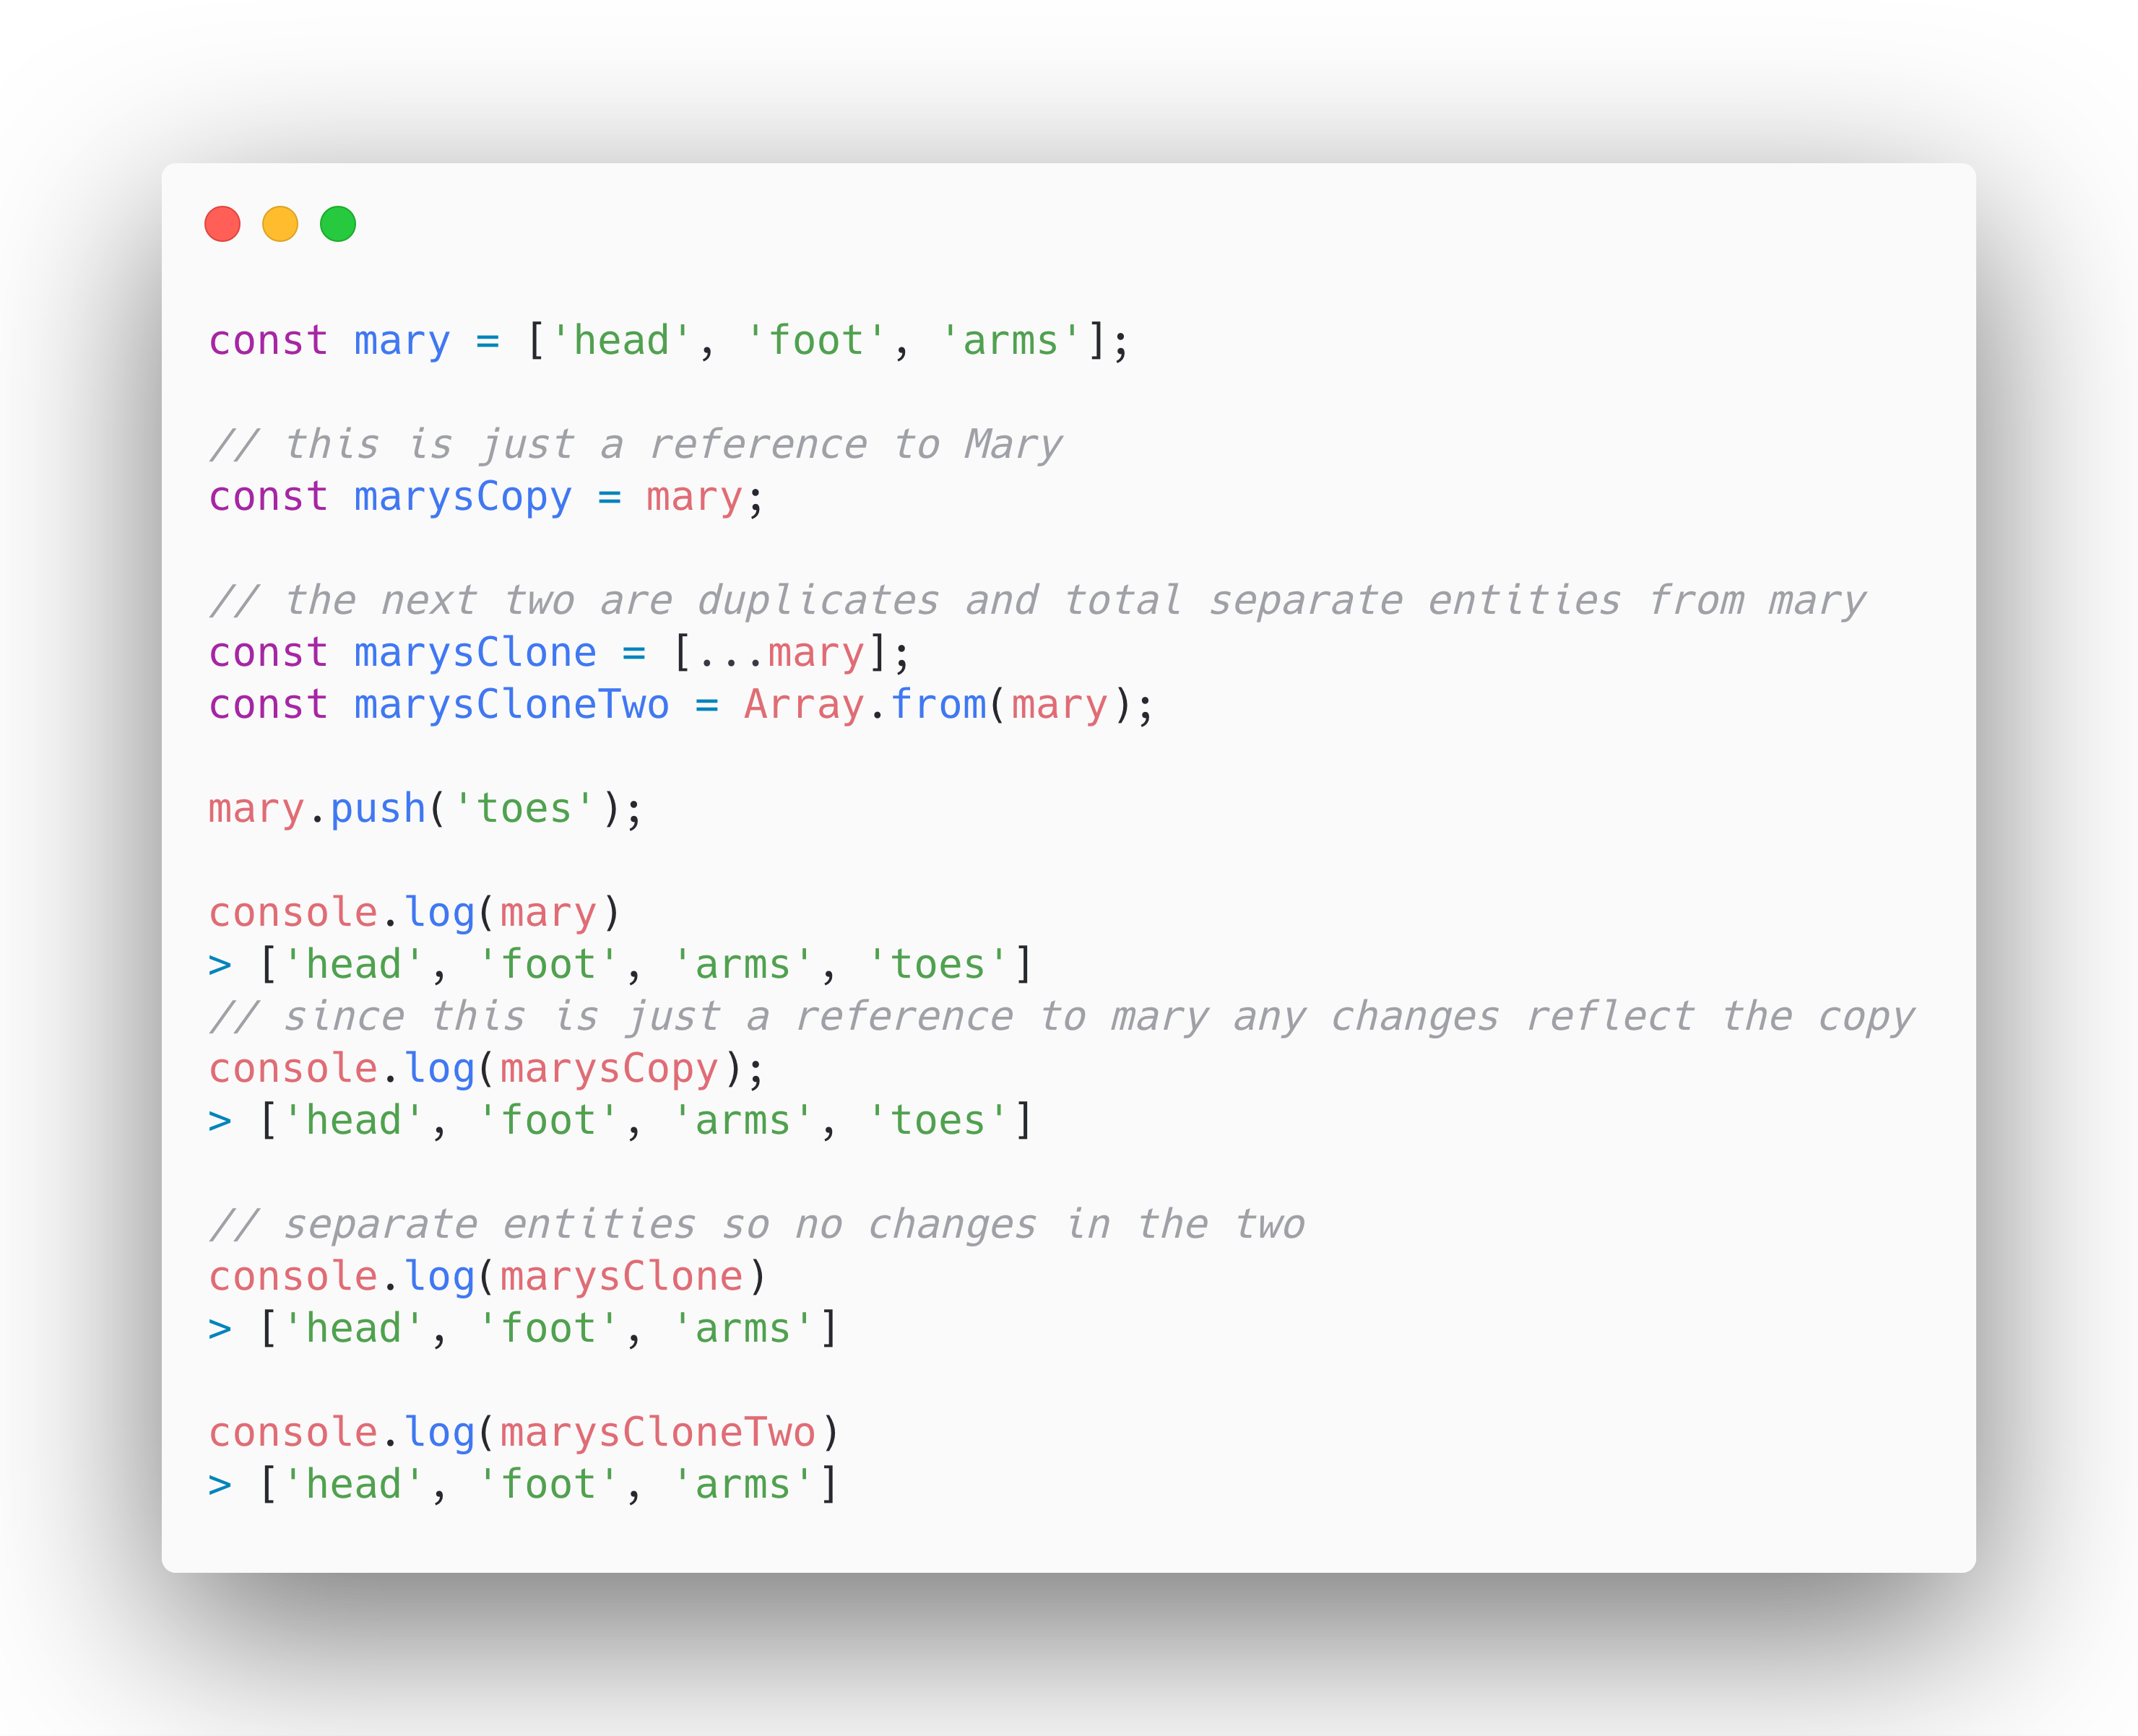 const mary = ['head', 'foot', 'arms'];
// this is just a reference to Mary
const marysCopy = mary;
// the next two are duplicates and total separate entities from mary
const marysClone = [...mary];
const marysCloneTwo = Array.from(mary);
mary.push('toes');
console.log(mary)
> ['head', 'foot', 'arms', 'toes']
// since this is just a reference to mary any changes reflect the copy
console.log(marysCopy);
> ['head', 'foot', 'arms', 'toes']
// separate entities so no changes in the two
console.log(marysClone)
> ['head', 'foot', 'arms']
console.log(marysCloneTwo)
> ['head', 'foot', 'arms']